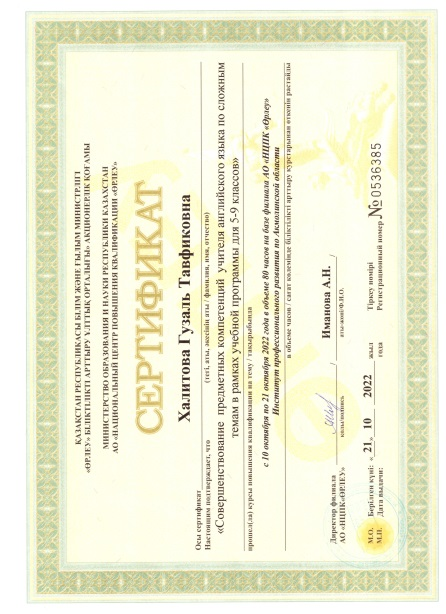 ҚАЗАҚСТАН РЕСПУБЛИКАСЫ БІЛІМ ЖӘНЕ ҒЫЛЫМ МИНИСТРЛІГІ
«ӨРЛЕУ» БІЛІКТІЛІКТІ АРТТЫРУ ҰЛТТЫҚ ОРТАЛЫҒЫ» АКЦИОНЕРЛІК ҚОҒАМЫ
МИНИСТЕРСТВО ОБРАЗОВАНИЯ И НАУКИ РЕСПУБЛИКИ КАЗАХСТАН
АО «НАЦИОНАЛЬНЫЙ ЦЕНТР ПОВЫШЕНИЯ КВАЛИФИКАЦИИ «ӨРЛЕУ»
СЕРТИФИКАТ
Халитова Гузаль Тавфиковна
Осы сертификат
(тегі, аты, әкесінің аты / фамилия, имя, отчество)
Настоящим подтверждает, что
«Совершенствование предметных компетенций учителя английского языка по сложным
темам в рамках учебной программы для 5-9 классов»
прошел(ла) курсы повышения квалификации на тему / тақырыбында
с 10 октября по 21 октября 2022 года в объеме 80 часов на базе филиала АО «НЦПК «Өрлеу»
Институт профессионального развития по Акмолинской области
в объеме часов / сағат көлемінде біліктілікті арттыру курстарынан өткенін растайды
Директор филиала
АО «НЦПК«ӨРЛЕУ» / Иманова А.Н. /
қолы/подпись аты-жөні/Ф.И.О.
М.О. Берілген күні: « 21 » 10 2022 жыл Тіркеу нөмірі
М.П. Дата выдачи: года Регистрационный номер № 0536385